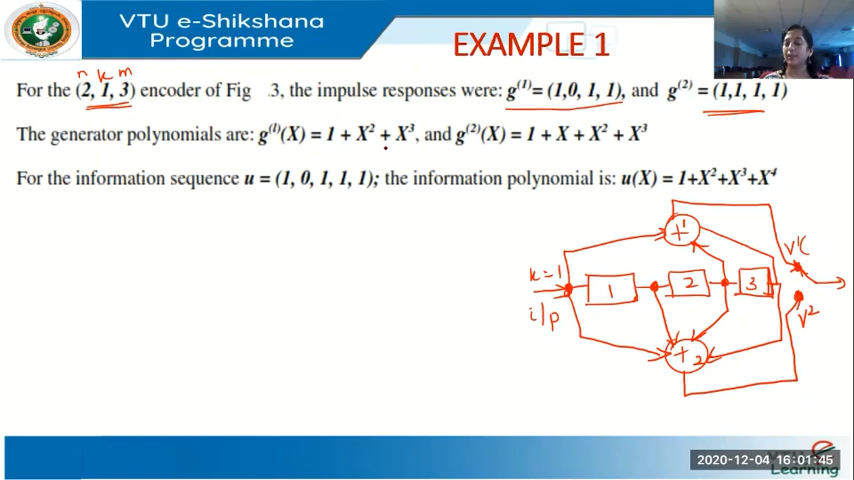 VTU e-Shikshana
Programme
EXAMPLE 1
n k m
For the (2, 1, 3) encoder of Fig .3, the impulse responses were: g⁽¹⁾= (1,0, 1, 1), and g⁽²⁾ = (1,1, 1, 1)
The generator polynomials are: g⁽¹⁾(X) = 1 + X² + X³, and g⁽²⁾(X) = 1 + X + X² + X³
For the information sequence u = (1, 0, 1, 1, 1); the information polynomial is: u(X) = 1+X²+X³+X⁴
+1
V1
k=1
i/p
1
2
3
V2
+2
2020-12-04 16:01:45
Learning